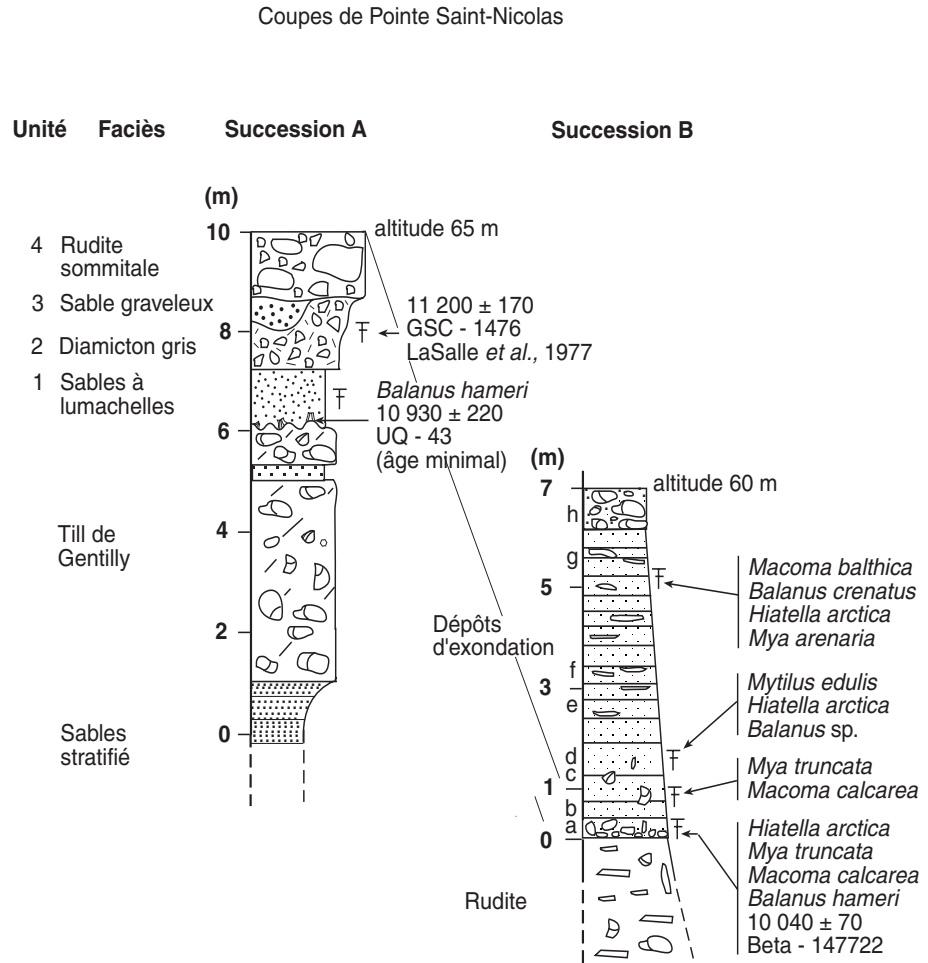 Coupes de Pointe Saint-Nicolas
Unité Faciès Succession A Succession B
(m)
10
altitude 65 m
4 Rudite
sommitale
3 Sable graveleux
8
11 200 ± 170
GSC - 1476
LaSalle et al., 1977
2 Diamicton gris
1 Sables à
lumachelles
Balanus hameri
10 930 ± 220
UQ - 43
(âge minimal)
6
4
Till de
Gentilly
2
0
Sables
stratifié
Dépôts
d'exondation
(m)
7
altitude 60 m
h
g
5
f
3
e
d
c
1
b
a
0
Macoma balthica
Balanus crenatus
Hiatella arctica
Mya arenaria
Mytilus edulis
Hiatella arctica
Balanus sp.
Mya truncata
Macoma calcarea
Hiatella arctica
Mya truncata
Macoma calcarea
Balanus hameri
10 040 ± 70
Beta - 147722
Rudite